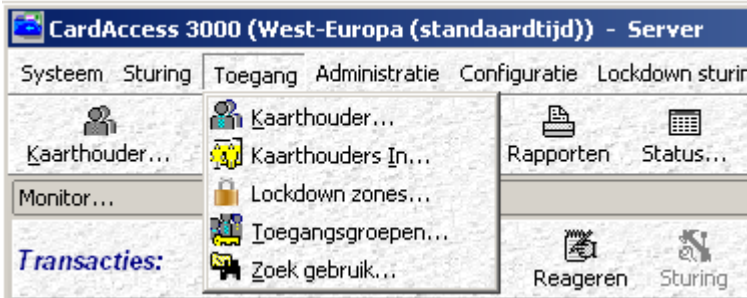 CardAccess 3000 (West-Europa (standaardtijd)) - Server
Systeem Sturing Toegang Administratie Configuratie Lockdown sturin
Kaarthouder... Rapporten Status...
Kaarthouder...
Kaarthouders In...
Lockdown zones...
Toegangsgroepen...
Zoek gebruik...
Monitor...
Transacties: Reageren Sturing